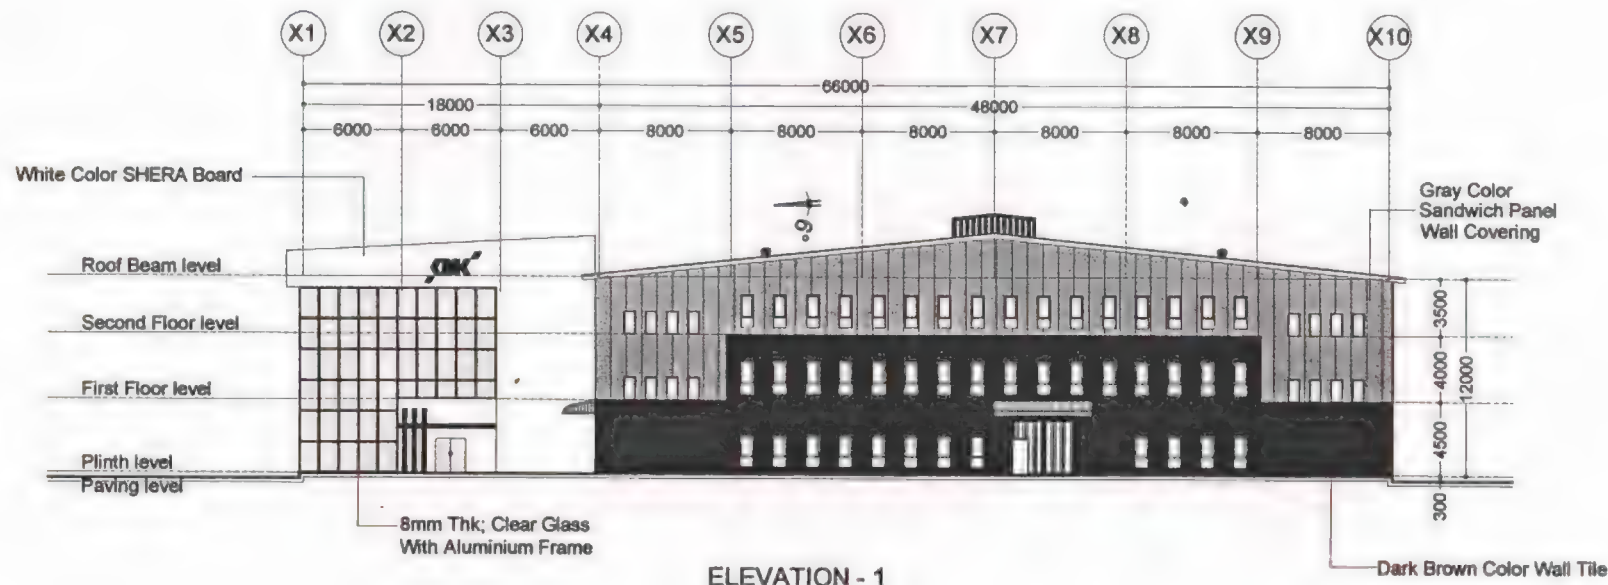 X1 X2 X3 X4 X5 X6 X7 X8 X9 X10
66000
18000 48000
6000 6000 6000 8000 8000 8000 8000 8000 8000
White Color SHERA Board
Gray Color
Sandwich Panel
Wall Covering
6°
Roof Beam level
Second Floor level
First Floor level
Plinth level
Paving level
3500
4000
12000
4500
300
8mm Thk; Clear Glass
With Aluminium Frame
Dark Brown Color Wall Tile
ELEVATION - 1